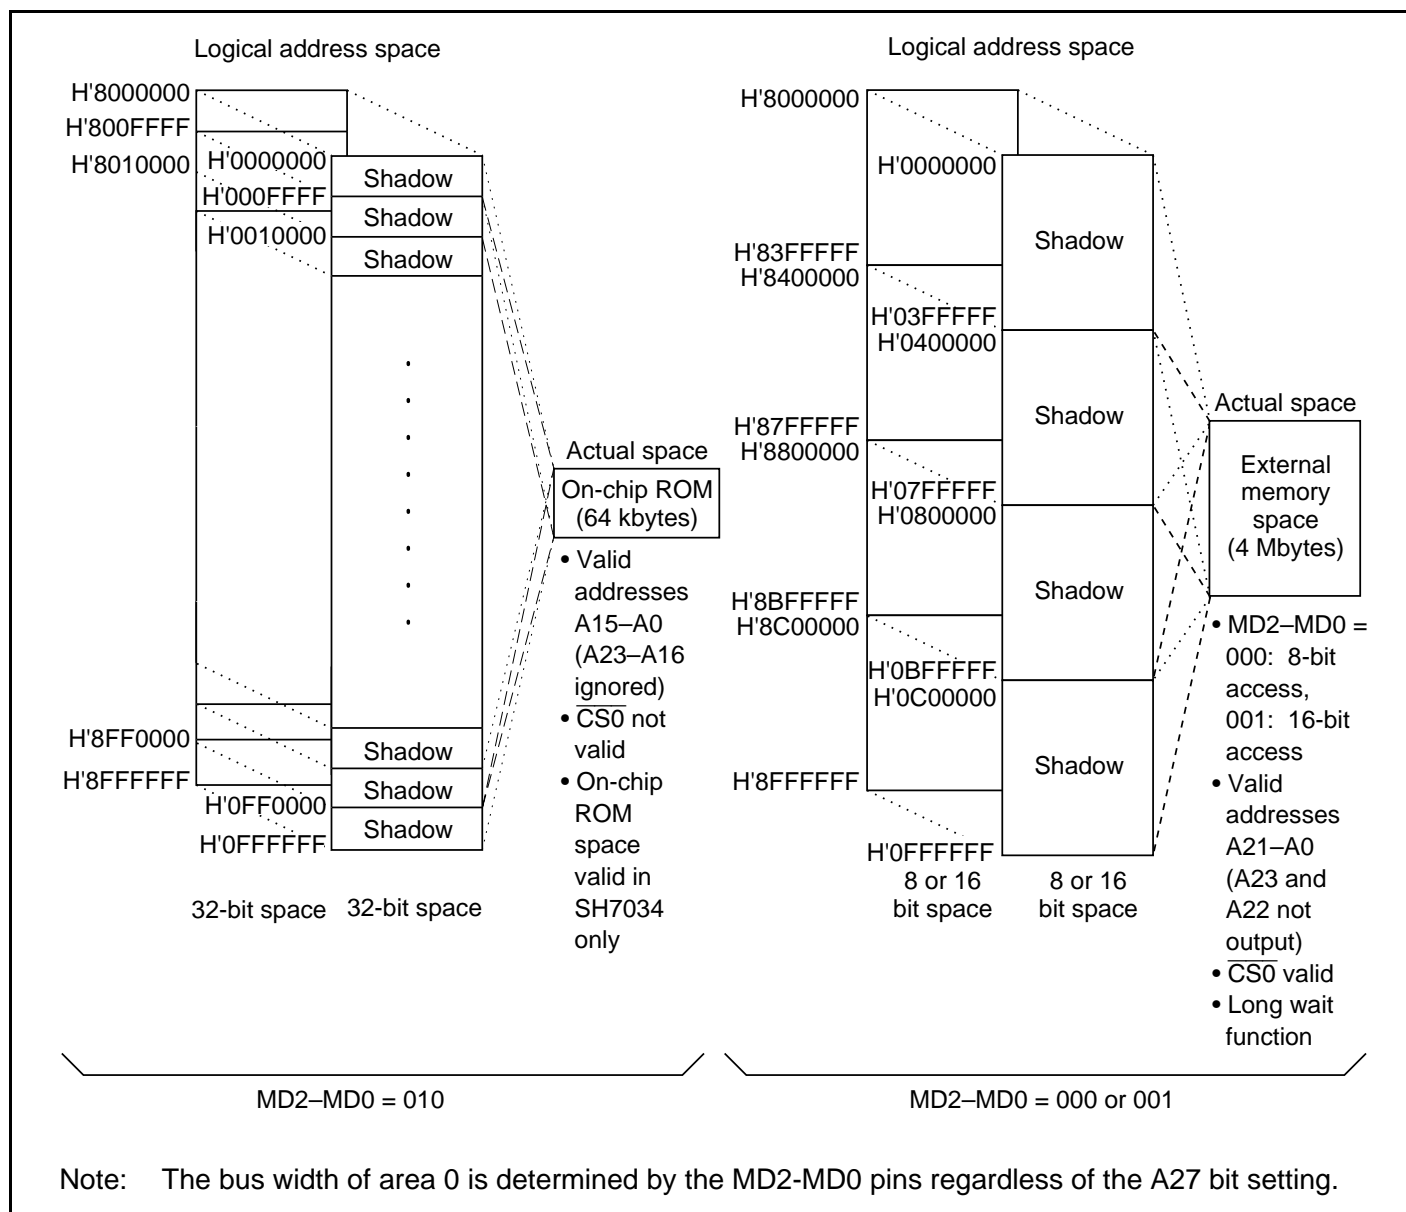 Logical address space
H'8000000
H'800FFFF
H'8010000
H'0000000
H'000FFFF
H'0010000
Shadow
Shadow
Shadow
H'8FF0000
H'8FFFFFF
H'0FF0000
H'0FFFFFF
Shadow
Shadow
Shadow
32-bit space
32-bit space
Actual space
On-chip ROM
(64 kbytes)
• Valid
addresses
A15–A0
(A23–A16
ignored)
• CS0 not
valid
• On-chip
ROM
space
valid in
SH7034
only
MD2–MD0 = 010
Logical address space
H'8000000
H'0000000
H'83FFFFF
H'8400000
H'03FFFFF
H'0400000
H'87FFFFF
H'8800000
H'07FFFFF
H'0800000
H'8BFFFFF
H'8C00000
H'0BFFFFF
H'0C00000
H'8FFFFFF
H'0FFFFFF
Shadow
Shadow
Shadow
Shadow
8 or 16
bit space
8 or 16
bit space
Actual space
External
memory
space
(4 Mbytes)
• MD2–MD0 =
000: 8-bit
access,
001: 16-bit
access
• Valid
addresses
A21–A0
(A23 and
A22 not
output)
• CS0 valid
• Long wait
function
MD2–MD0 = 000 or 001
Note: The bus width of area 0 is determined by the MD2-MD0 pins regardless of the A27 bit setting.